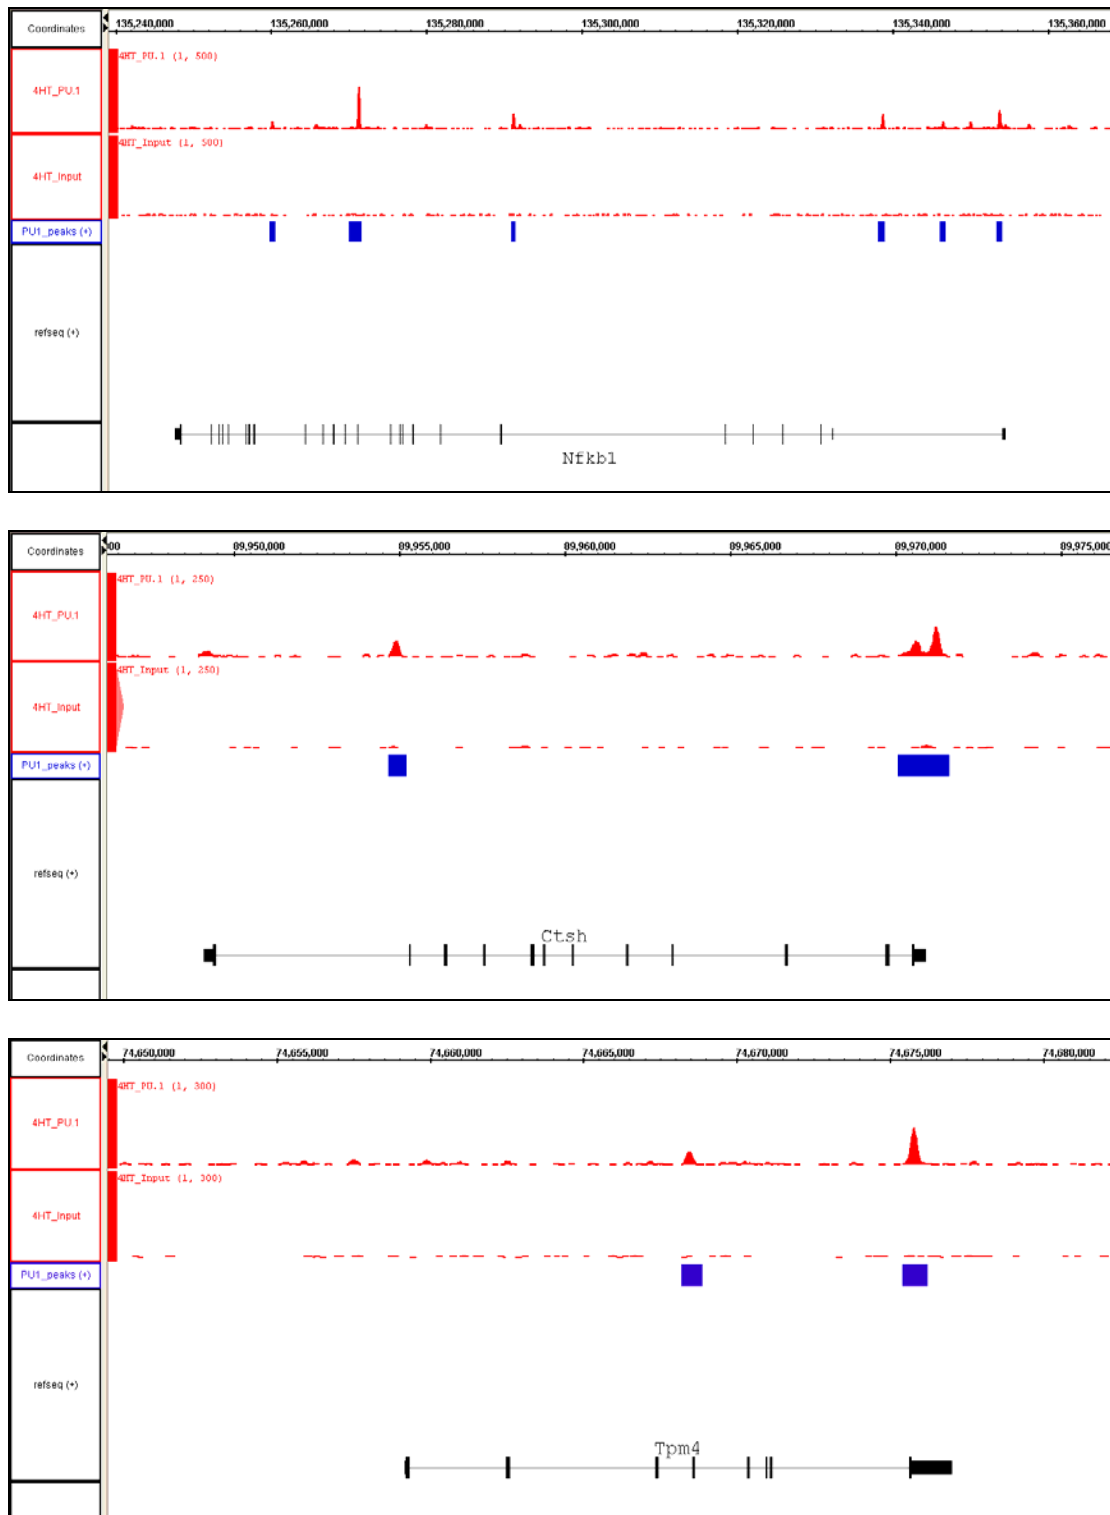 Coordinates
135,240,000 135,260,000 135,280,000 135,300,000 135,320,000 135,340,000 135,360,000
4HT_PU.1 (1, 500)
4HT_PU.1
4HT_Input (1, 500)
4HT_Input
PU1_peaks (+)
refseq (+)
Nfkb1
Coordinates
00 89,950,000 89,955,000 89,960,000 89,965,000 89,970,000 89,975,000
4HT_PU.1 (1, 250)
4HT_PU.1
4HT_Input (1, 250)
4HT_Input
PU1_peaks (+)
refseq (+)
Ctsh
Coordinates
74,650,000 74,655,000 74,660,000 74,665,000 74,670,000 74,675,000 74,680,000
4HT_PU.1 (1, 300)
4HT_PU.1
4HT_Input (1, 300)
4HT_Input
PU1_peaks (+)
refseq (+)
Tpm4